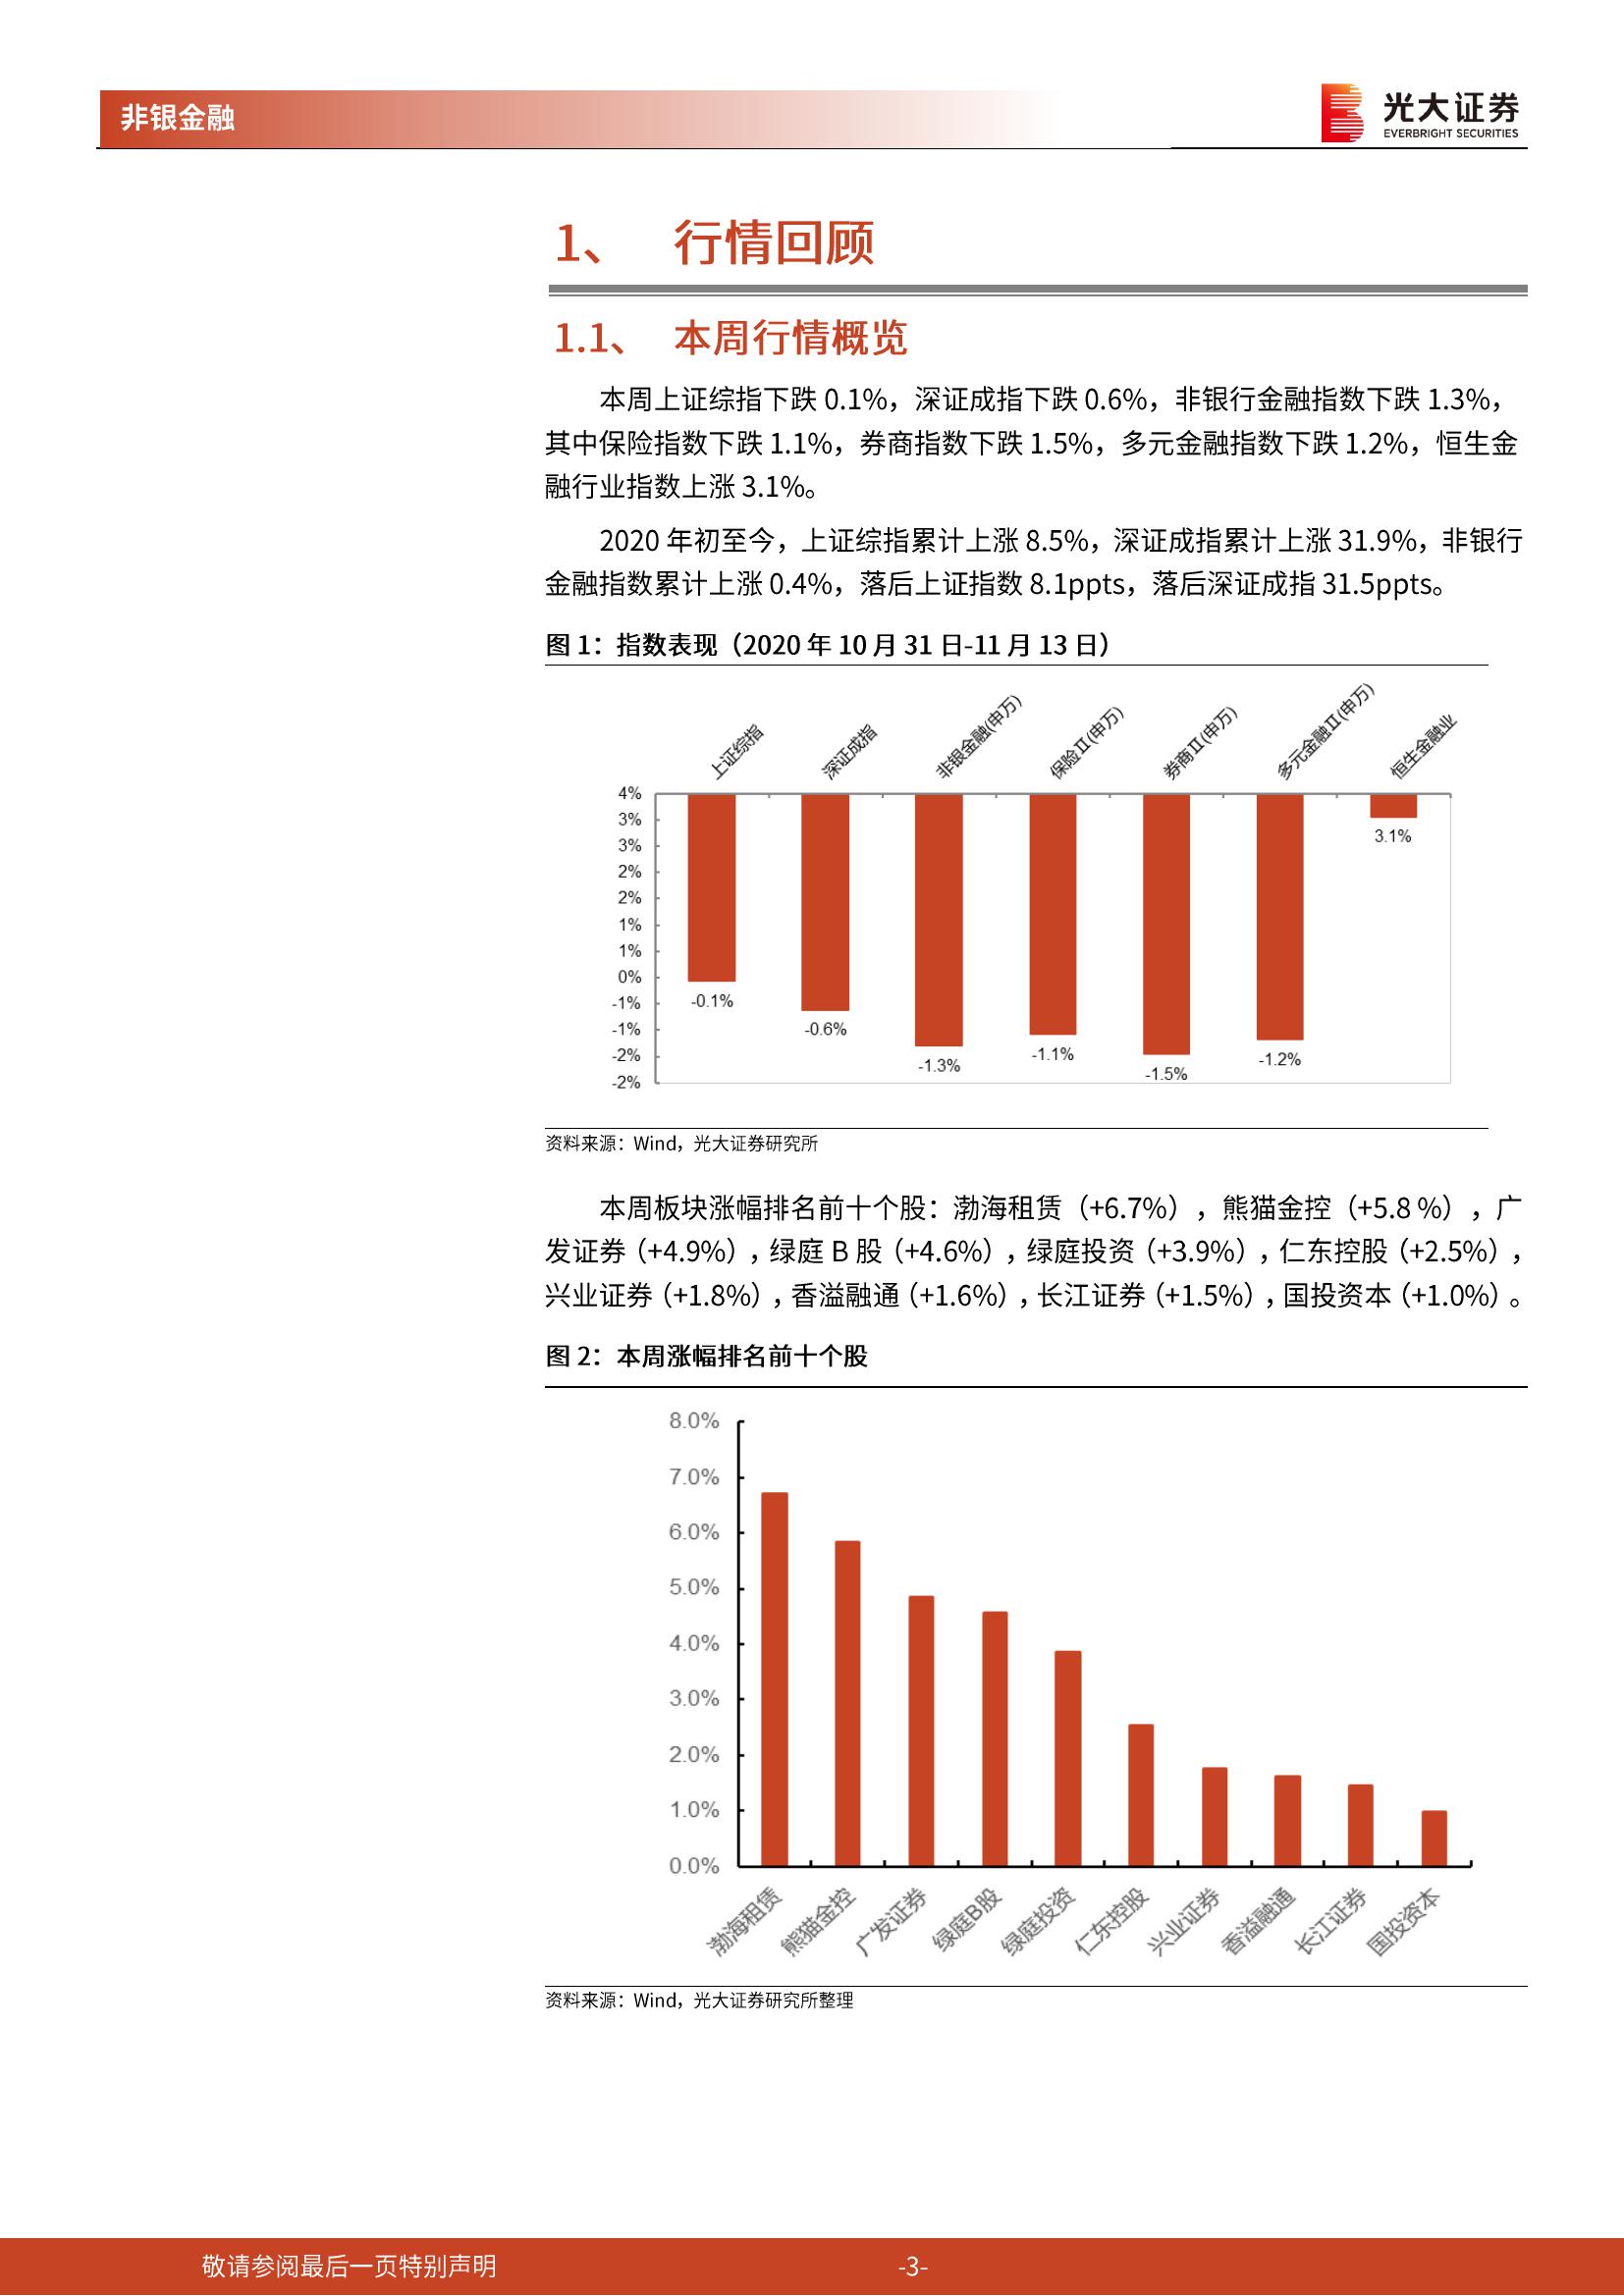 非银金融
光大证券
EVERBRIGHT SECURITIES
1、 行情回顾
1.1、 本周行情概览
本周上证综指下跌 0.1%，深证成指下跌 0.6%，非银行金融指数下跌 1.3%，
其中保险指数下跌 1.1%，券商指数下跌 1.5%，多元金融指数下跌 1.2%，恒生金
融行业指数上涨 3.1%。
2020 年初至今，上证综指累计上涨 8.5%，深证成指累计上涨 31.9%，非银行
金融指数累计上涨 0.4%，落后上证指数 8.1ppts，落后深证成指 31.5ppts。
图 1：指数表现（2020 年 10 月 31 日-11 月 13 日）
上证综指 深证成指 非银金融(申万) 保险Ⅱ(申万) 券商Ⅱ(申万) 多元金融Ⅱ(申万) 恒生金融业
4%
3%
3%
2%
2%
1%
1%
0%
-1%
-1%
-2%
-2%
-0.1% -0.6% -1.3% -1.1% -1.5% -1.2% 3.1%
资料来源：Wind，光大证券研究所
本周板块涨幅排名前十个股：渤海租赁（+6.7%），熊猫金控（+5.8 %），广
发证券（+4.9%），绿庭 B 股（+4.6%），绿庭投资（+3.9%），仁东控股（+2.5%），
兴业证券（+1.8%），香溢融通（+1.6%），长江证券（+1.5%），国投资本（+1.0%）。
图 2：本周涨幅排名前十个股
8.0%
7.0%
6.0%
5.0%
4.0%
3.0%
2.0%
1.0%
0.0%
渤海租赁 熊猫金控 广发证券 绿庭B股 绿庭投资 仁东控股 兴业证券 香溢融通 长江证券 国投资本
资料来源：Wind，光大证券研究所整理
敬请参阅最后一页特别声明
-3-